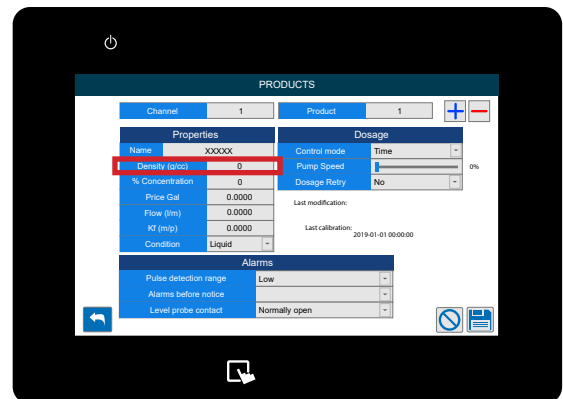 PRODUCTS
Channel 1 Product 1
Properties
Name XXXXX
Density (g/cc) 0
% Concentration 0
Price Gal 0.0000
Flow (l/m) 0.0000
Kf (m/p) 0.0000
Condition Liquid
Dosage
Control mode Time
Pump Speed 0%
Dosage Retry No
Last modification:
Last calibration:
2019-01-01 00:00:00
Alarms
Pulse detection range Low
Alarms before notice
Level probe contact Normally open